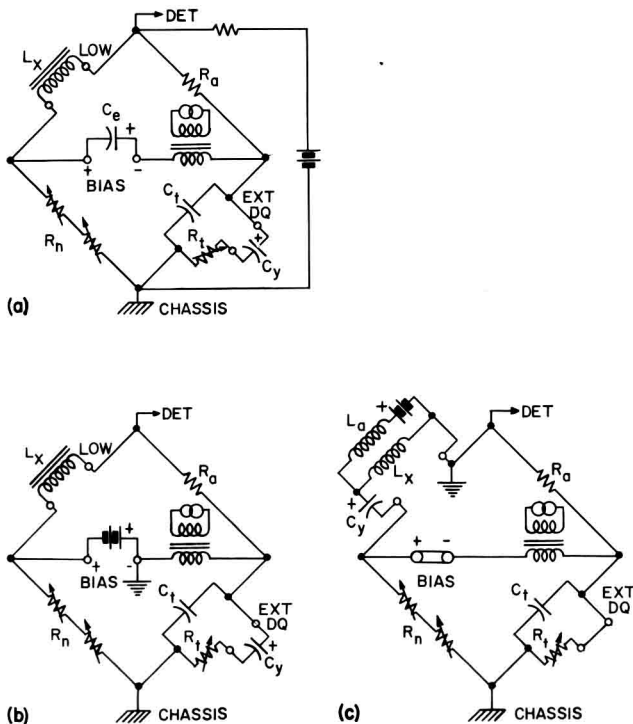 DET
LOW
Lx
Ra
Ce
+
+
-
BIAS
Ct
EXT
DQ
Rt
+
Cy
Rn
CHASSIS
(a)
DET
LOW
Lx
Ra
+
+
-
BIAS
Ct
EXT
DQ
Rt
+
Cy
Rn
CHASSIS
(b)
DET
+
La
Lx
Ra
+
Cy
+
-
BIAS
Ct
EXT
DQ
Rt
Rn
CHASSIS
(c)